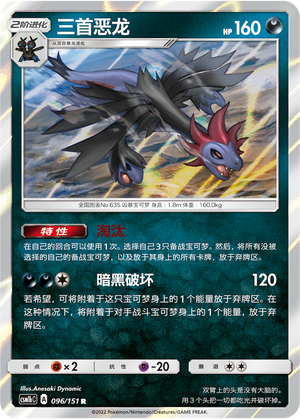 2阶进化 三首恶龙 HP 160
从双首暴龙进化
全国图鉴No.635 凶暴宝可梦 身高：1.8m 体重：160.0kg
特性 淘汰
在自己的回合可以使用1次。选择自己3只备战宝可梦。然后，将所有没被
选择的自己的备战宝可梦，以及放于其身上的所有卡牌，放于弃牌区。
暗黑破坏 120
若希望，可将附着于这只宝可梦身上的1个能量放于弃牌区。在
这种情况下，将附着于对手战斗宝可梦身上的1个能量放于弃牌区。
弱点 ×2 抵抗力 -20 撤退
Illus.Anesaki Dynamic
csm1b C A 096/151 R
双臂上的头是没有大脑的。
用3个头把一切都吃光并破坏掉。
©2022 Pokémon/Nintendo/Creatures/GAME FREAK.